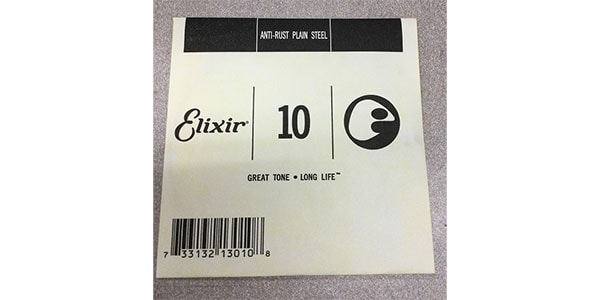 ANTI-RUST PLAIN STEEL
Elixir®
10
GREAT TONE • LONG LIFE™
7 33132 13010 8